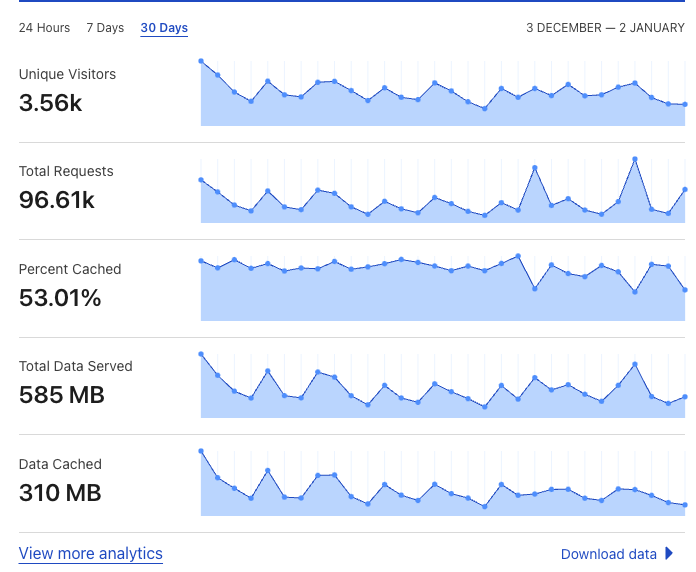 24 Hours 7 Days 30 Days 3 DECEMBER — 2 JANUARY
Unique Visitors
3.56k
Total Requests
96.61k
Percent Cached
53.01%
Total Data Served
585 MB
Data Cached
310 MB
View more analytics Download data